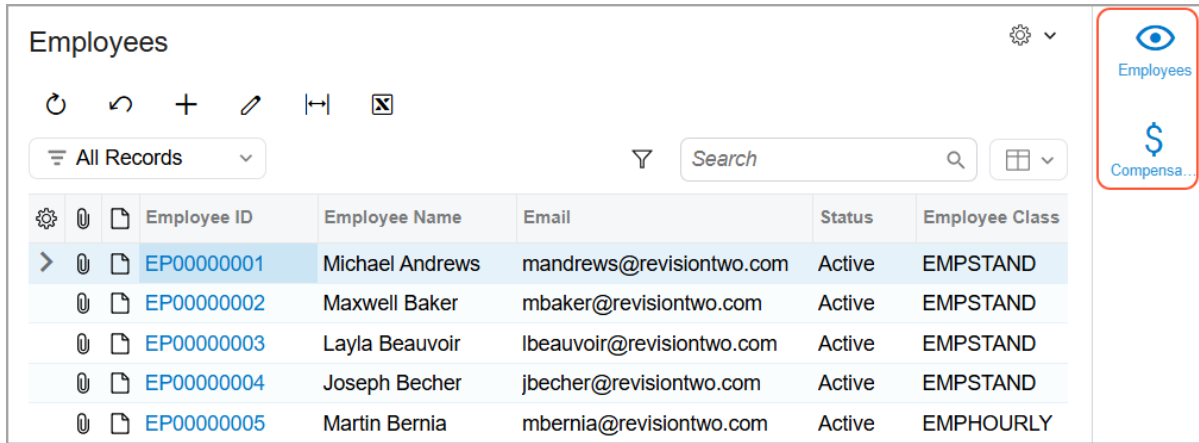 Employees
Employees
All Records
Search
Compensa...
Employee ID Employee Name Email Status Employee Class
EP00000001 Michael Andrews mandrews@revisiontwo.com Active EMPSTAND
EP00000002 Maxwell Baker mbaker@revisiontwo.com Active EMPSTAND
EP00000003 Layla Beauvoir lbeauvoir@revisiontwo.com Active EMPSTAND
EP00000004 Joseph Becher jbecher@revisiontwo.com Active EMPSTAND
EP00000005 Martin Bernia mbernia@revisiontwo.com Active EMPHOURLY